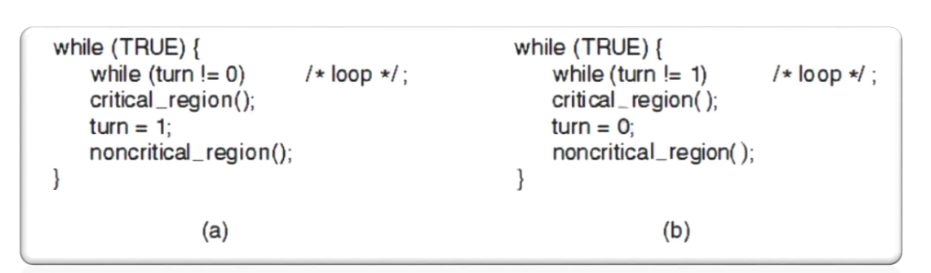 while (TRUE) {
while (turn != 0) /* loop */ ;
critical_region();
turn = 1;
noncritical_region();
}
(a)
while (TRUE) {
while (turn != 1) /* loop */ ;
critical_region( );
turn = 0;
noncritical_region( );
}
(b)